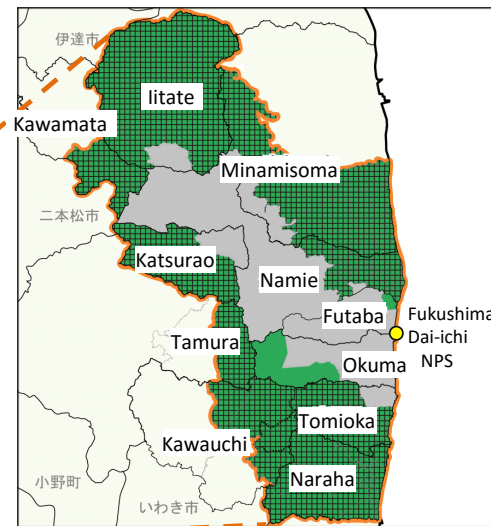 伊達市
Iitate
Kawamata
Minamisoma
二本松市
Katsurao
Namie
Futaba
Fukushima
Dai-ichi
NPS
Tamura
Okuma
Tomioka
Kawauchi
Naraha
小野町
いわき市